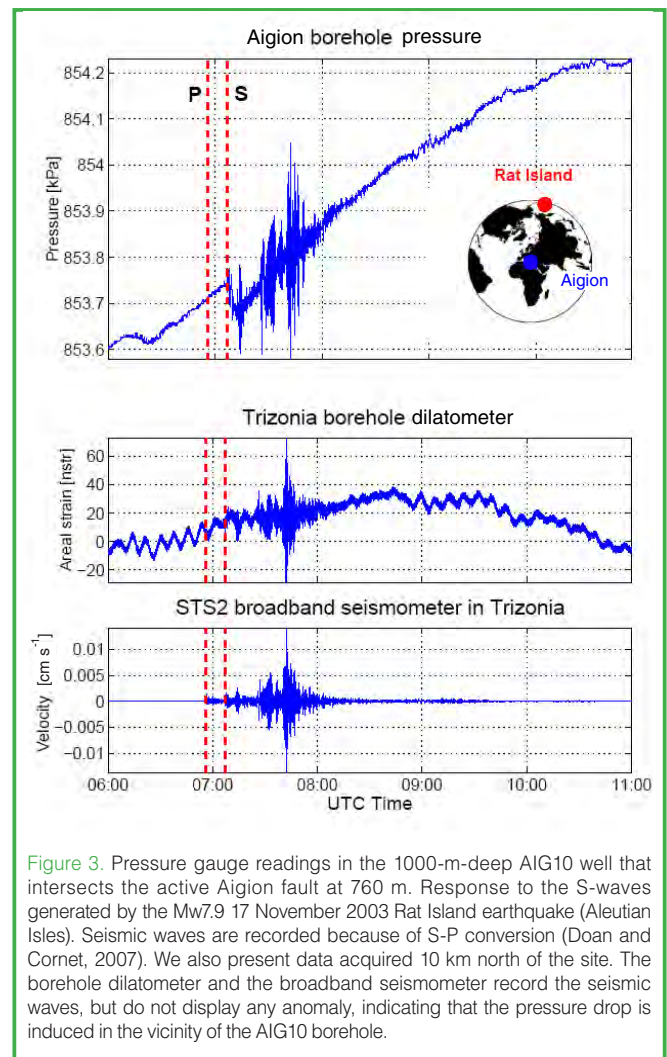 Aigion borehole pressure
P
S
854.2
854.1
854
853.9
853.8
853.7
853.6
Pressure [kPa]
Rat Island
Aigion
Trizonia borehole dilatometer
60
40
20
0
−20
Areal strain [nstr]
STS2 broadband seismometer in Trizonia
0.01
0.005
0
−0.005
−0.01
Velocity [cm s⁻¹]
06:00 07:00 08:00 09:00 10:00 11:00
UTC Time
Figure 3. Pressure gauge readings in the 1000-m-deep AIG10 well that
intersects the active Aigion fault at 760 m. Response to the S-waves
generated by the Mw7.9 17 November 2003 Rat Island earthquake (Aleutian
Isles). Seismic waves are recorded because of S-P conversion (Doan and
Cornet, 2007). We also present data acquired 10 km north of the site. The
borehole dilatometer and the broadband seismometer record the seismic
waves, but do not display any anomaly, indicating that the pressure drop is
induced in the vicinity of the AIG10 borehole.